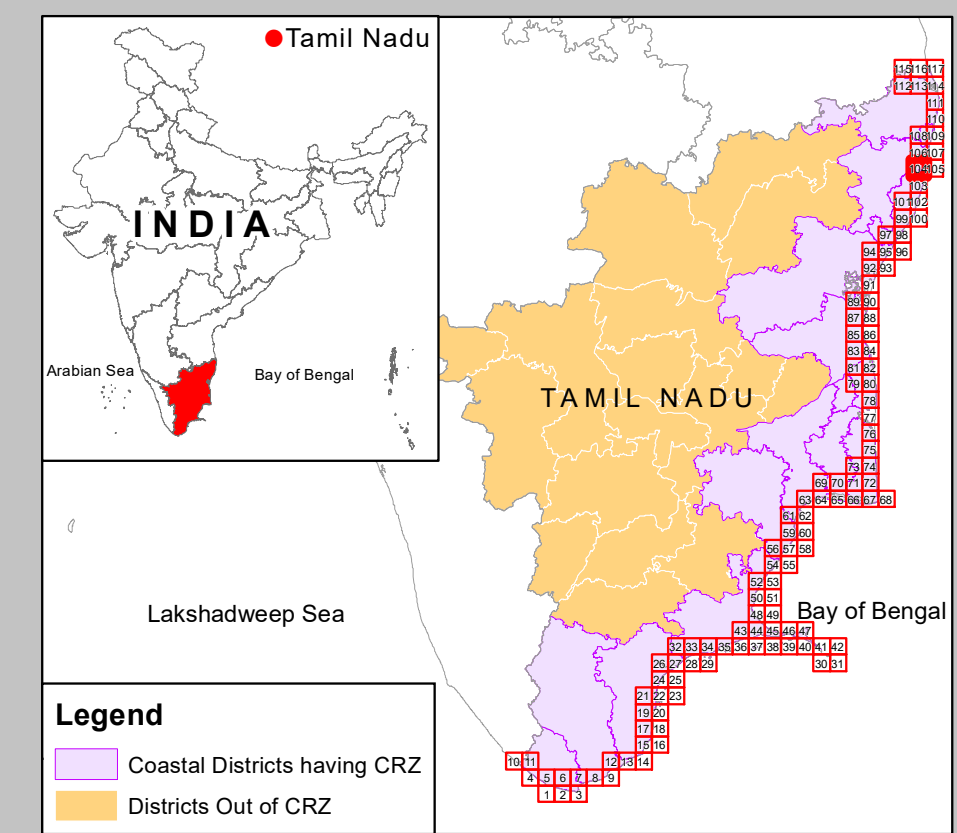 Tamil Nadu
INDIA
Arabian Sea
Bay of Bengal
115 116 117
112 113 114
111
110
108 109
106 107
104 105
103
101 102
99 100
97 98
94 95 96
92 93
91
89 90
87 88
85 86
83 84
81 82
79 80
TAMIL NADU
78
77
76
75
73 74
69 70 71 72
63 64 65 66 67 68
61 62
59 60
56 57 58
54 55
52 53
50 51
48 49
Lakshadweep Sea
Bay of Bengal
43 44 45 46 47
32 33 34 35 36 37 38 39 40 41 42
26 27 28 29 30 31
24 25
21 22 23
19 20
17 18
15 16
10 11 12 13 14
4 5 6 7 8 9
1 2 3
Legend
Coastal Districts having CRZ
Districts Out of CRZ